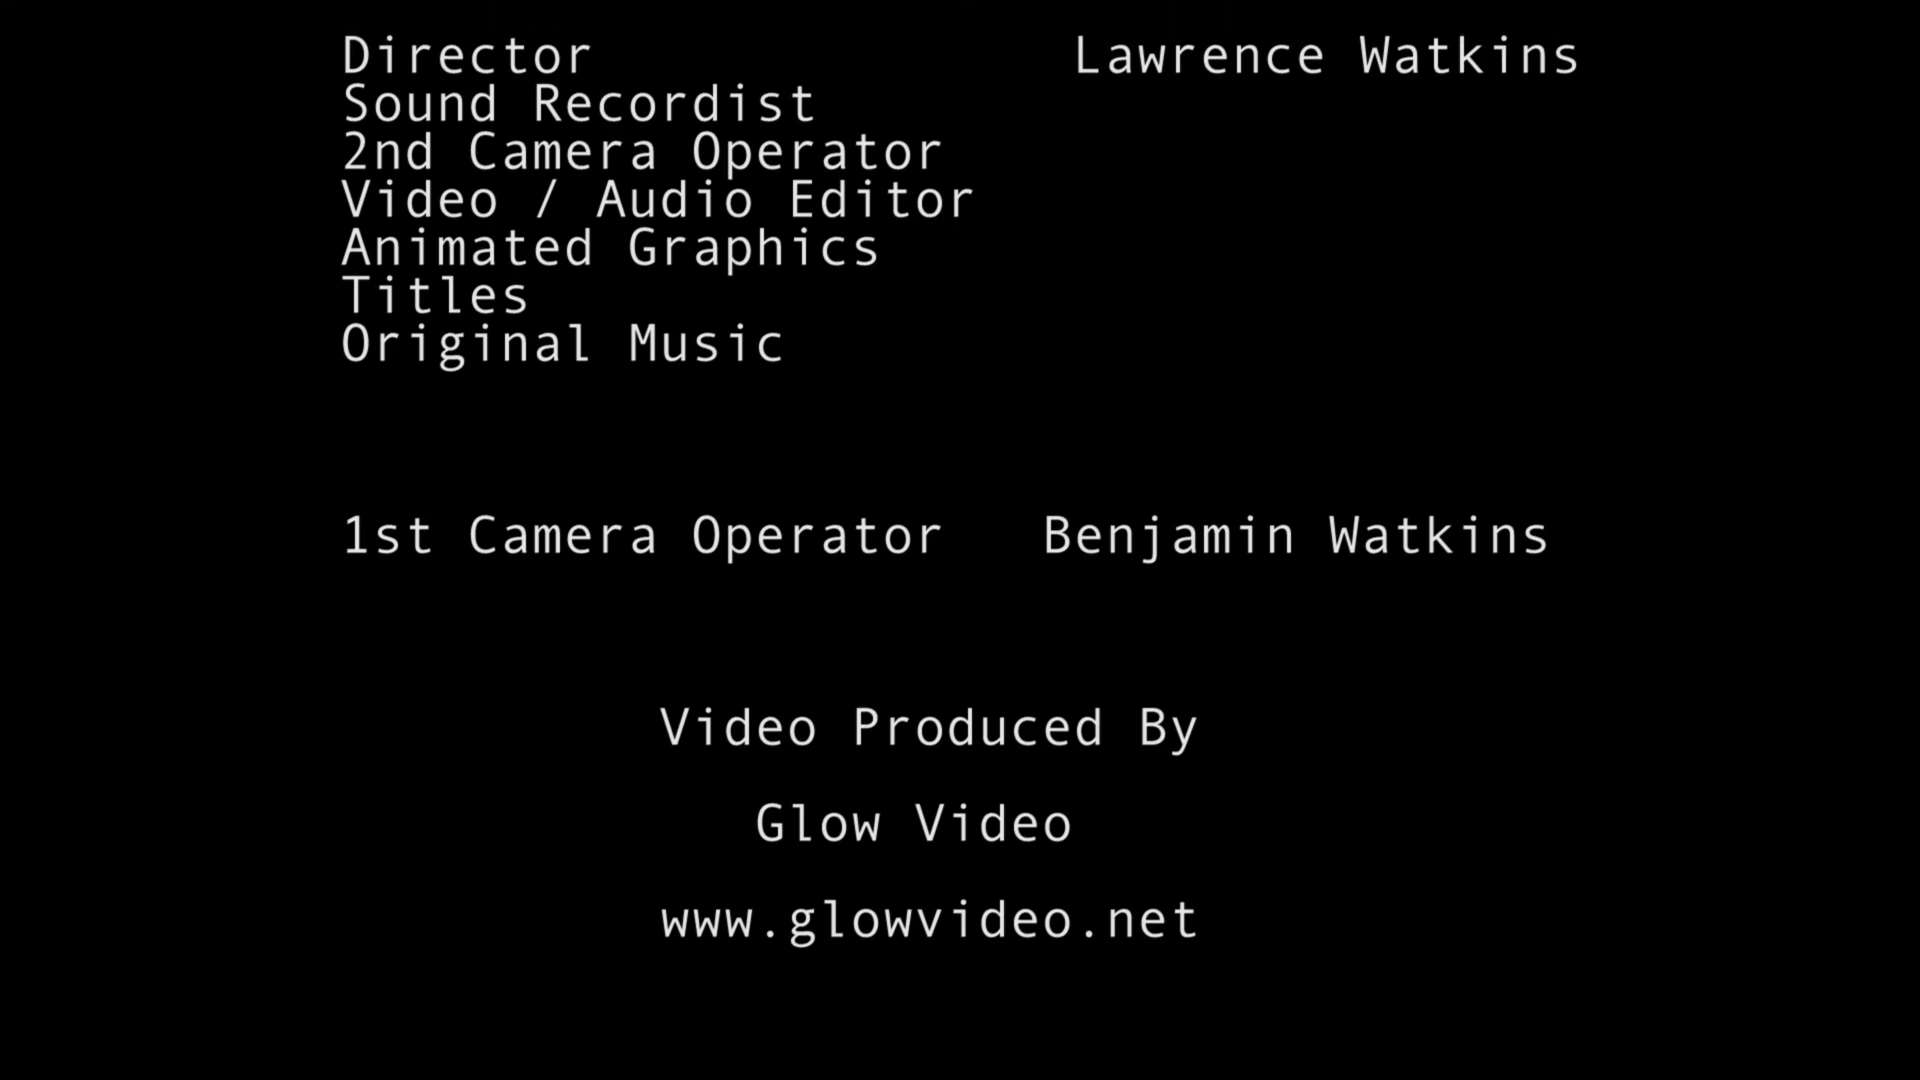 Director Lawrence Watkins
Sound Recordist
2nd Camera Operator
Video / Audio Editor
Animated Graphics
Titles
Original Music
1st Camera Operator Benjamin Watkins
Video Produced By
Glow Video
www.glowvideo.net